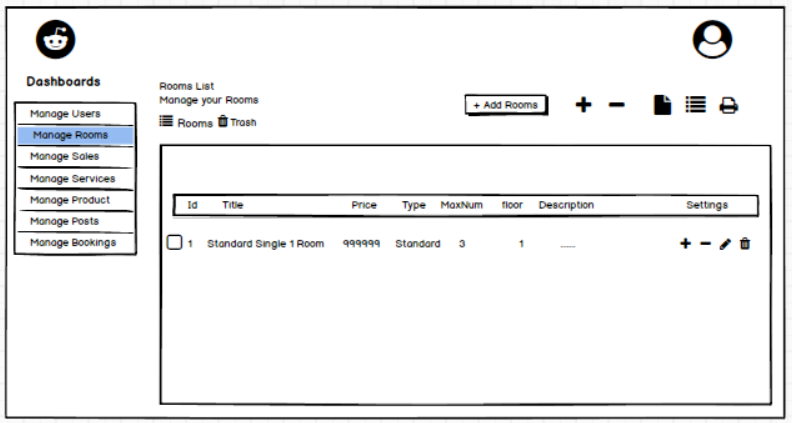 Dashboards
Manage Users
Manage Rooms
Manage Sales
Manage Services
Manage Product
Manage Posts
Manage Bookings
Rooms List
Manage your Rooms
Rooms Trash
+ Add Rooms
Id Title Price Type MaxNum floor Description Settings
1 Standard Single 1 Room 999999 Standard 3 1 ......